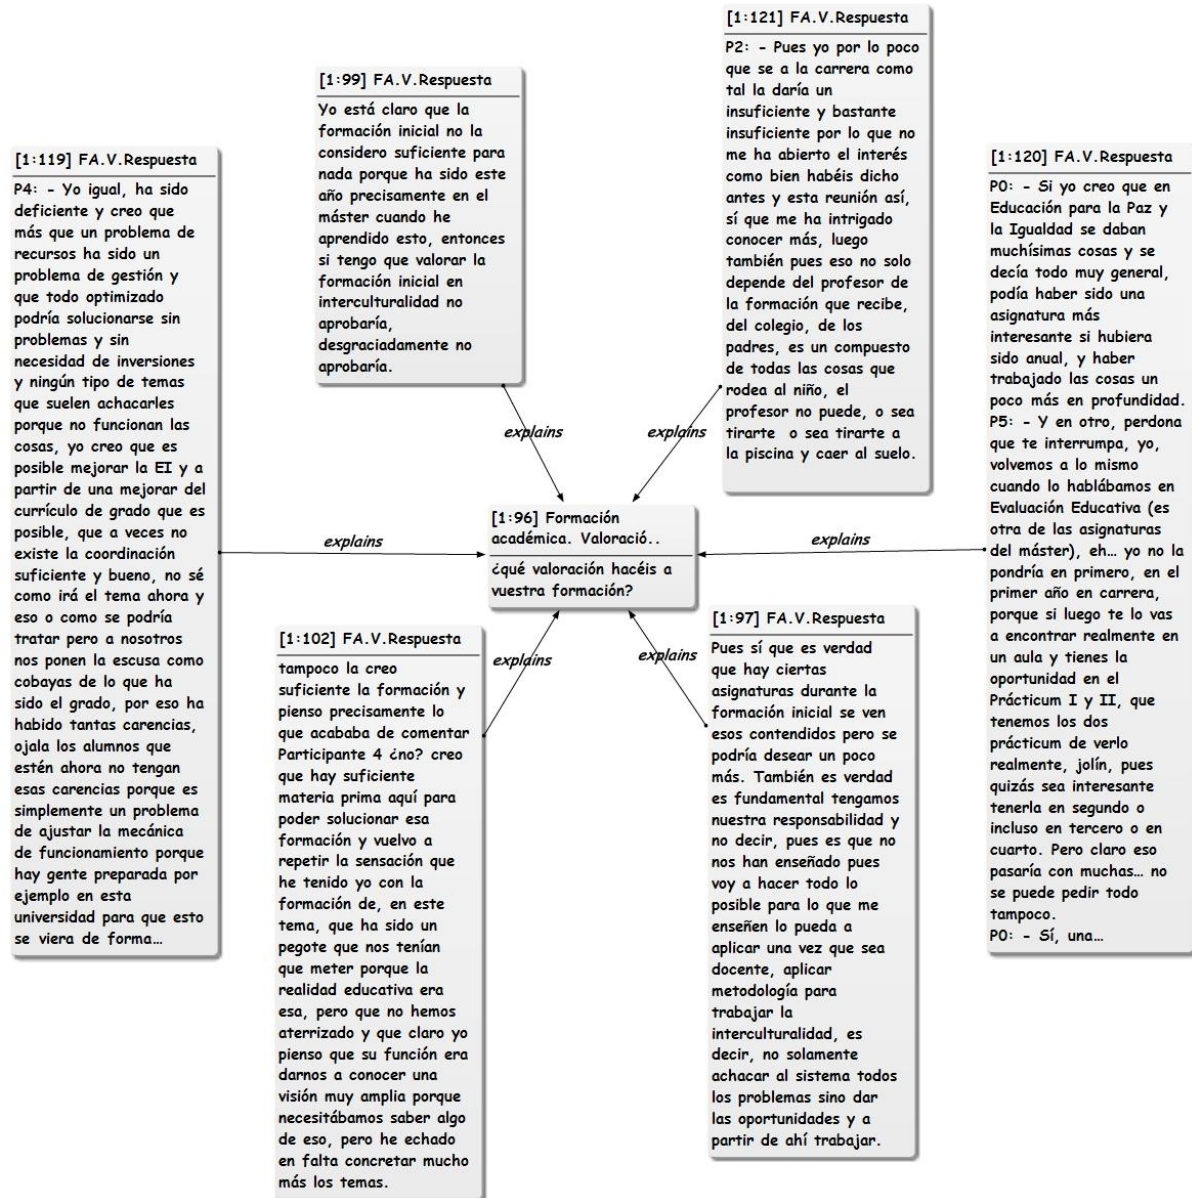 [1:121] FA.V.Respuesta
P2: - Pues yo por lo poco
que se a la carrera como
tal la daría un
insuficiente y bastante
insuficiente por lo que no
me ha abierto el interés
como bien habéis dicho
antes y esta reunión así,
sí que me ha intrigado
conocer más, luego
también pues eso no solo
depende del profesor de
la formación que recibe,
del colegio, de los
padres, es un compuesto
de todas las cosas que
rodea al niño, el
profesor no puede, o sea
tirarte o sea tirarte a
la piscina y caer al suelo.
[1:99] FA.V.Respuesta
Yo está claro que la
formación inicial no la
considero suficiente para
nada porque ha sido este
año precisamente en el
máster cuando he
aprendido esto, entonces
si tengo que valorar la
formación inicial en
interculturalidad no
aprobaría,
desgraciadamente no
aprobaría.
[1:119] FA.V.Respuesta
P4: - Yo igual, ha sido
deficiente y creo que
más que un problema de
recursos ha sido un
problema de gestión y
que todo optimizado
podría solucionarse sin
problemas y sin
necesidad de inversiones
y ningún tipo de temas
que suelen achacarles
porque no funcionan las
cosas, yo creo que es
posible mejorar la EI y a
partir de una mejorar del
currículo de grado que es
posible, que a veces no
existe la coordinación
suficiente y bueno, no sé
como irá el tema ahora y
eso o como se podría
tratar pero a nosotros
nos ponen la escusa como
cobayas de lo que ha
sido el grado, por eso ha
habido tantas carencias,
ojala los alumnos que
estén ahora no tengan
esas carencias porque es
simplemente un problema
de ajustar la mecánica
de funcionamiento porque
hay gente preparada por
ejemplo en esta
universidad para que esto
se viera de forma...
[1:120] FA.V.Respuesta
P0: - Si yo creo que en
Educación para la Paz y
la Igualdad se daban
muchísimas cosas y se
decía todo muy general,
podía haber sido una
asignatura más
interesante si hubiera
sido anual, y haber
trabajado las cosas un
poco más en profundidad.
P5: - Y en otro, perdona
que te interrumpa, yo,
volvemos a lo mismo
cuando lo hablábamos en
Evaluación Educativa (es
otra de las asignaturas
del máster), eh... yo no la
pondría en primero, en el
primer año en carrera,
porque si luego te lo vas
a encontrar realmente en
un aula y tienes la
oportunidad en el
Prácticum I y II, que
tenemos los dos
prácticum de verlo
realmente, jolín, pues
quizás sea interesante
tenerla en segundo o
incluso en tercero o en
cuarto. Pero claro eso
pasaría con muchas... no
se puede pedir todo
tampoco.
P0: - Sí, una...
explains
explains
explains
explains
[1:96] Formación
académica. Valoració..
¿qué valoración hacéis a
vuestra formación?
explains
explains
[1:102] FA.V.Respuesta
tampoco la creo
suficiente la formación y
pienso precisamente lo
que acababa de comentar
Participante 4 ¿no? creo
que hay suficiente
materia prima aquí para
poder solucionar esa
formación y vuelvo a
repetir la sensación que
he tenido yo con la
formación de, en este
tema, que ha sido un
pegote que nos tenían
que meter porque la
realidad educativa era
esa, pero que no hemos
aterrizado y que claro yo
pienso que su función era
darnos a conocer una
visión muy amplia porque
necesitábamos saber algo
de eso, pero he echado
en falta concretar mucho
más los temas.
[1:97] FA.V.Respuesta
Pues sí que es verdad
que hay ciertas
asignaturas durante la
formación inicial se ven
esos contendidos pero se
podría desear un poco
más. También es verdad
es fundamental tengamos
nuestra responsabilidad y
no decir, pues es que no
nos han enseñado pues
voy a hacer todo lo
posible para lo que me
enseñen lo pueda a
aplicar una vez que sea
docente, aplicar
metodología para
trabajar la
interculturalidad, es
decir, no solamente
achacar al sistema todos
los problemas sino dar
las oportunidades y a
partir de ahí trabajar.